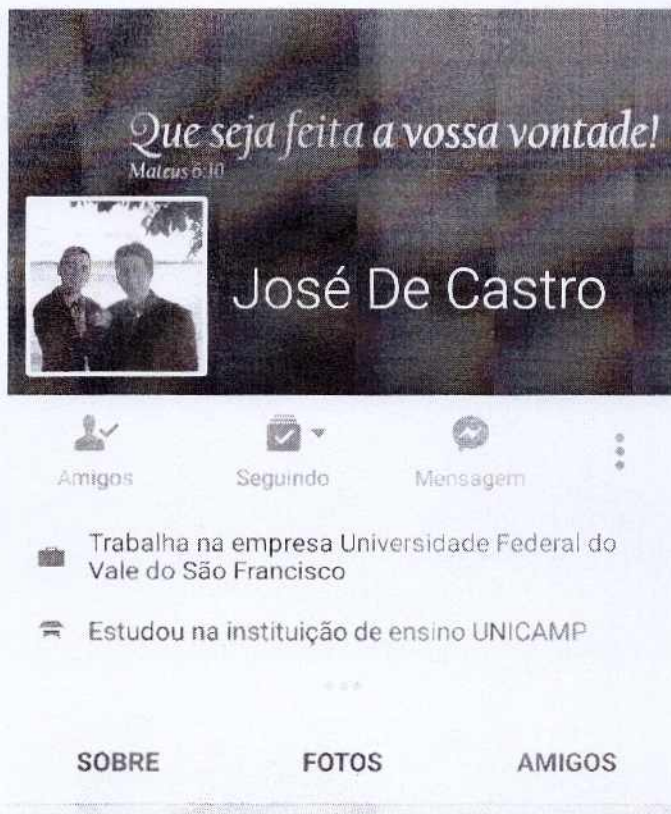 Que seja feita a vossa vontade!
Mateus 6:10
José De Castro
Amigos
Seguindo
Mensagem
Trabalha na empresa Universidade Federal do
Vale do São Francisco
Estudou na instituição de ensino UNICAMP
SOBRE
FOTOS
AMIGOS